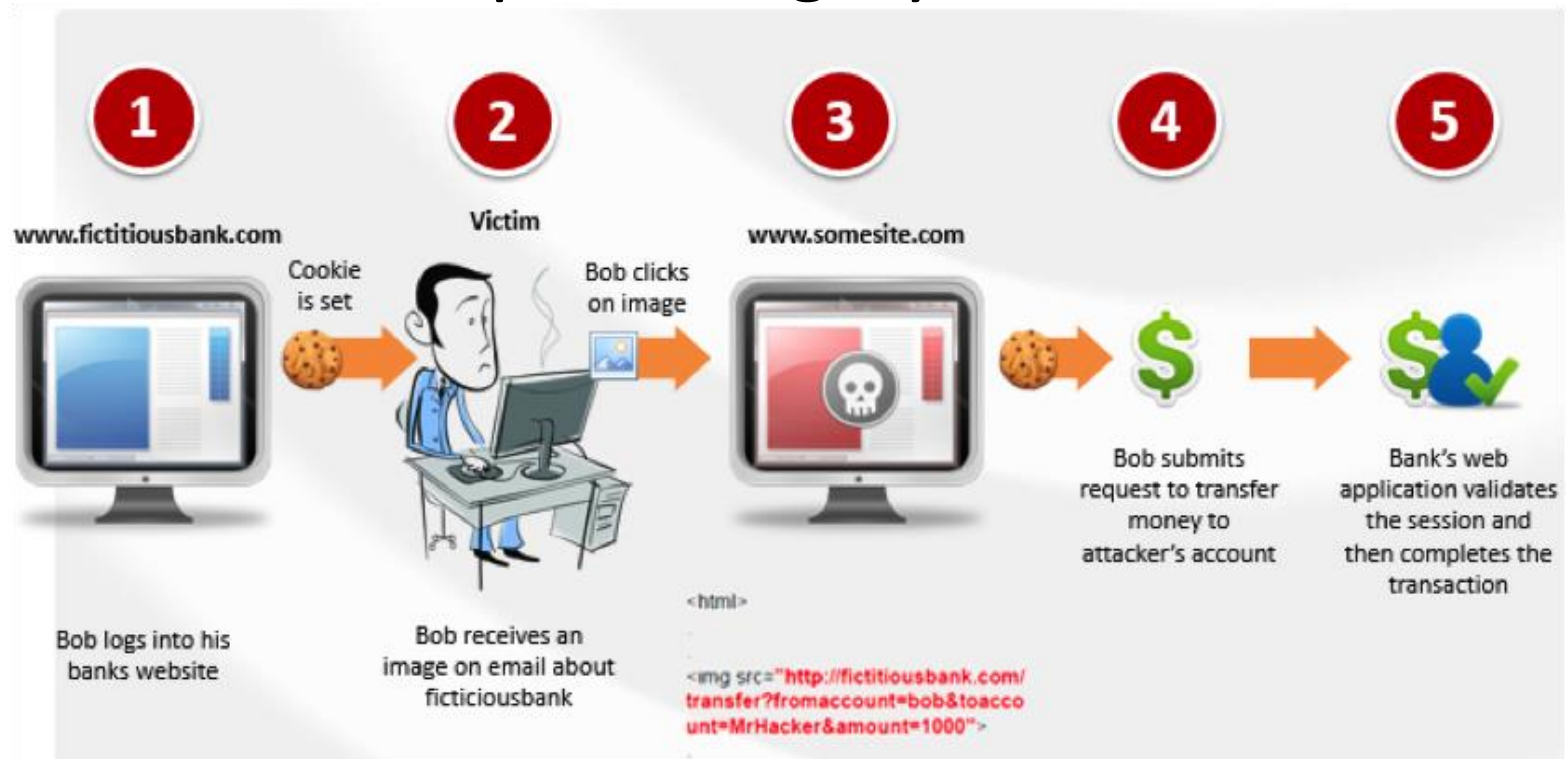 1
2
3
4
5
www.fictitiousbank.com
Cookie
is set
Victim
Bob clicks
on image
www.somesite.com
Bob logs into his
banks website
Bob receives an
image on email about
ficticiousbank
<html>
.
.
<img src="http://fictitiousbank.com/
transfer?fromaccount=bob&toacco
unt=MrHacker&amount=1000">
.
Bob submits
request to transfer
money to
attacker's account
Bank's web
application validates
the session and
then completes the
transaction